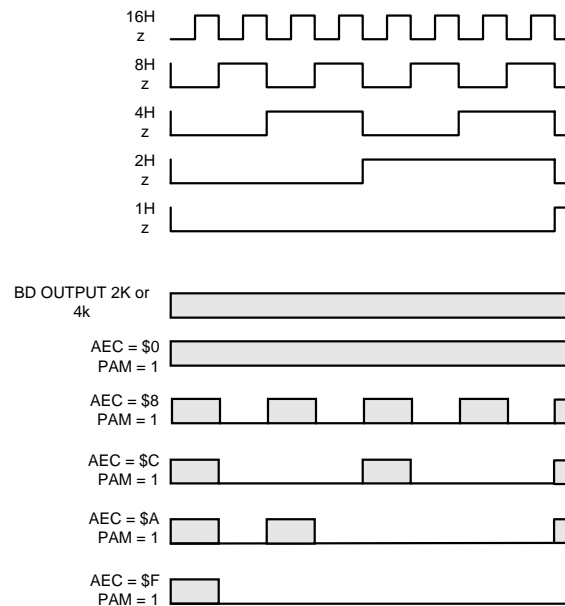 16H
z
8H
z
4H
z
2H
z
1H
z
BD OUTPUT 2K or
4k
AEC = $0
PAM = 1
AEC = $8
PAM = 1
AEC = $C
PAM = 1
AEC = $A
PAM = 1
AEC = $F
PAM = 1